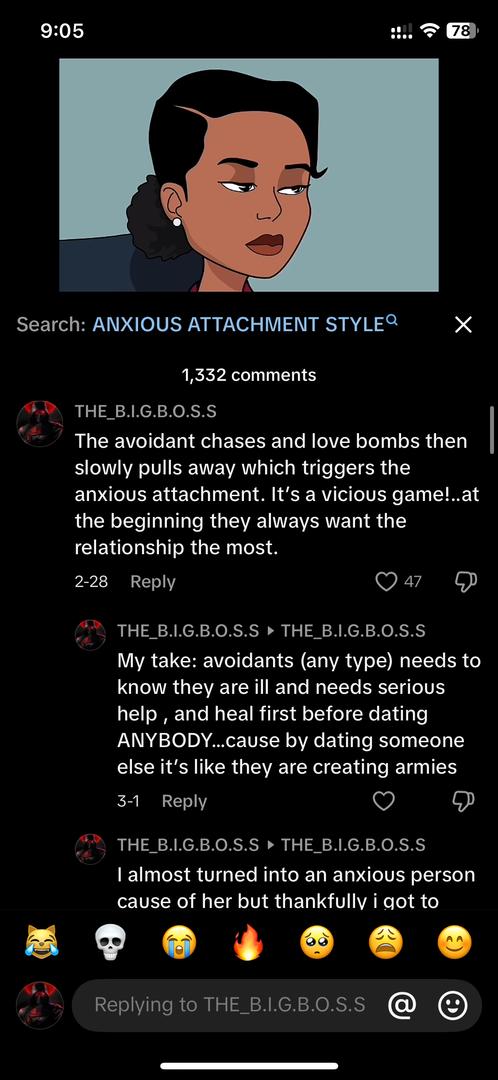 9:05
78
Search: ANXIOUS ATTACHMENT STYLE
1,332 comments
THE_B.I.G.B.O.S.S
The avoidant chases and love bombs then
slowly pulls away which triggers the
anxious attachment. It's a vicious game!..at
the beginning they always want the
relationship the most.
2-28 Reply 47
THE_B.I.G.B.O.S.S ▸ THE_B.I.G.B.O.S.S
My take: avoidants (any type) needs to
know they are ill and needs serious
help , and heal first before dating
ANYBODY...cause by dating someone
else it's like they are creating armies
3-1 Reply
THE_B.I.G.B.O.S.S ▸ THE_B.I.G.B.O.S.S
I almost turned into an anxious person
cause of her but thankfully i got to
Replying to THE_B.I.G.B.O.S.S @